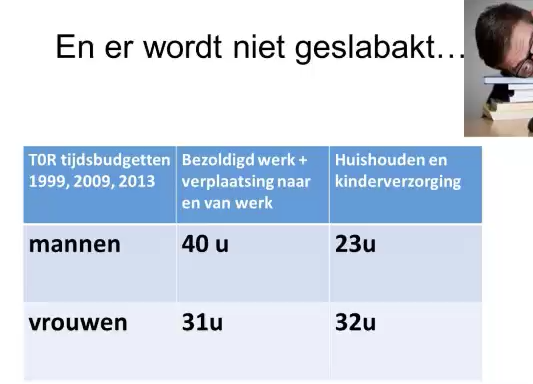 En er wordt niet geslabakt…
T0R tijdsbudgetten
1999, 2009, 2013
Bezoldigd werk +
verplaatsing naar
en van werk
Huishouden en
kinderverzorging
mannen
40 u
23u
vrouwen
31u
32u